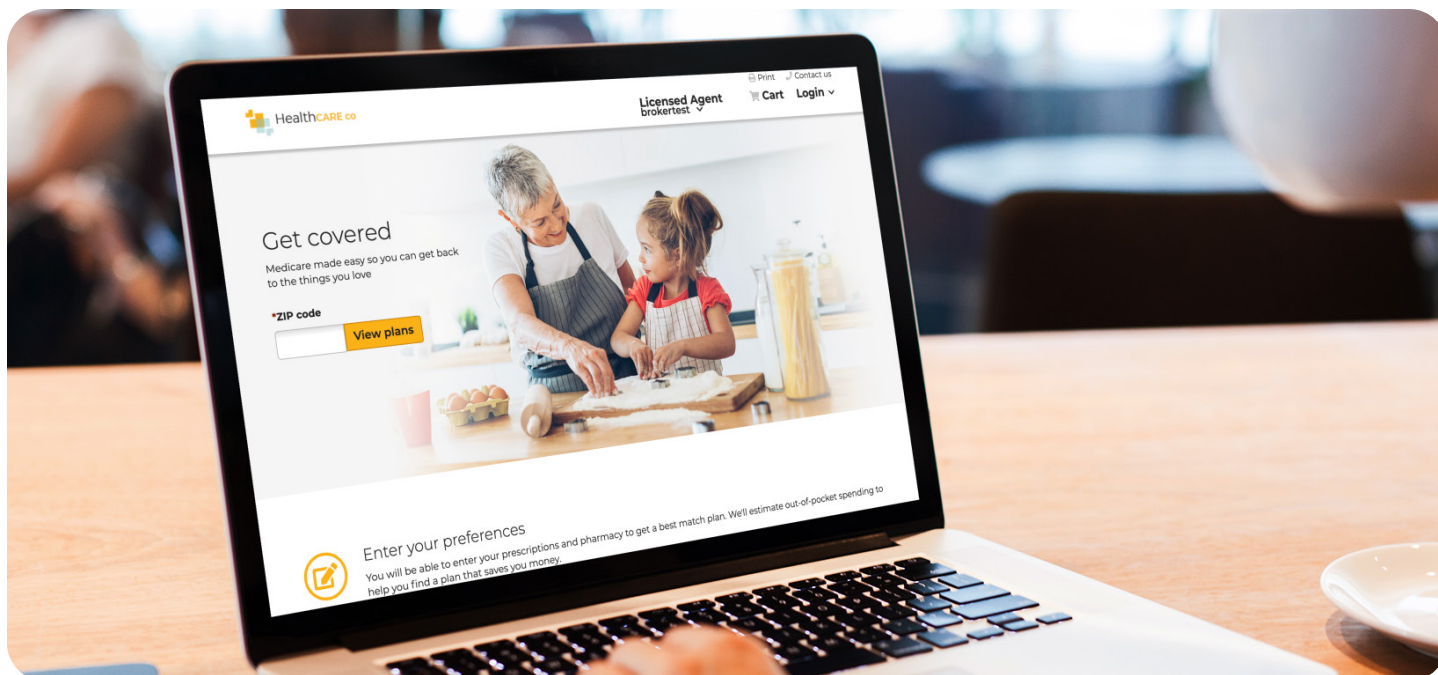 Print Contact us
HealthCARE co
Licensed Agent
brokertest
Cart Login
Get covered
Medicare made easy so you can get back
to the things you love
*ZIP code
View plans
Enter your preferences
You will be able to enter your prescriptions and pharmacy to get a best match plan. We'll estimate out-of-pocket spending to
help you find a plan that saves you money.